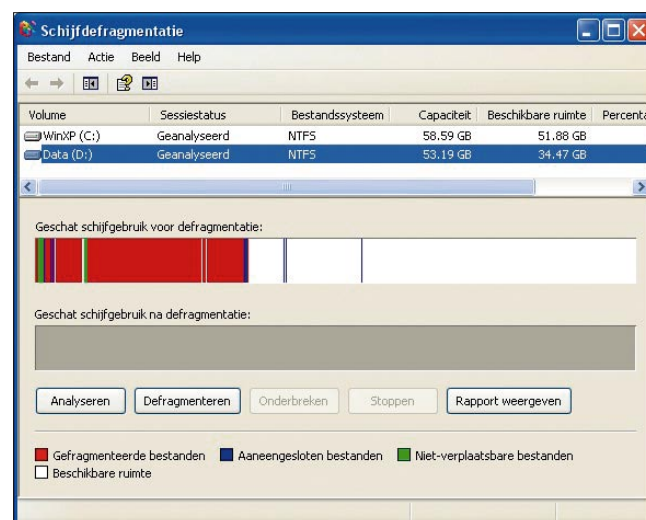 Schijfdefragmentatie
Bestand Actie Beeld Help
Volume Sessiestatus Bestandssysteem Capaciteit Beschikbare ruimte Percenta
WinXP (C:) Geanalyseerd NTFS 58.59 GB 51.88 GB
Data (D:) Geanalyseerd NTFS 53.19 GB 34.47 GB
Geschat schijfgebruik voor defragmentatie:
Geschat schijfgebruik na defragmentatie:
Analyseren Defragmenteren Onderbreken Stoppen Rapport weergeven
Gefragmenteerde bestanden Aaneengesloten bestanden Niet-verplaatsbare bestanden
Beschikbare ruimte